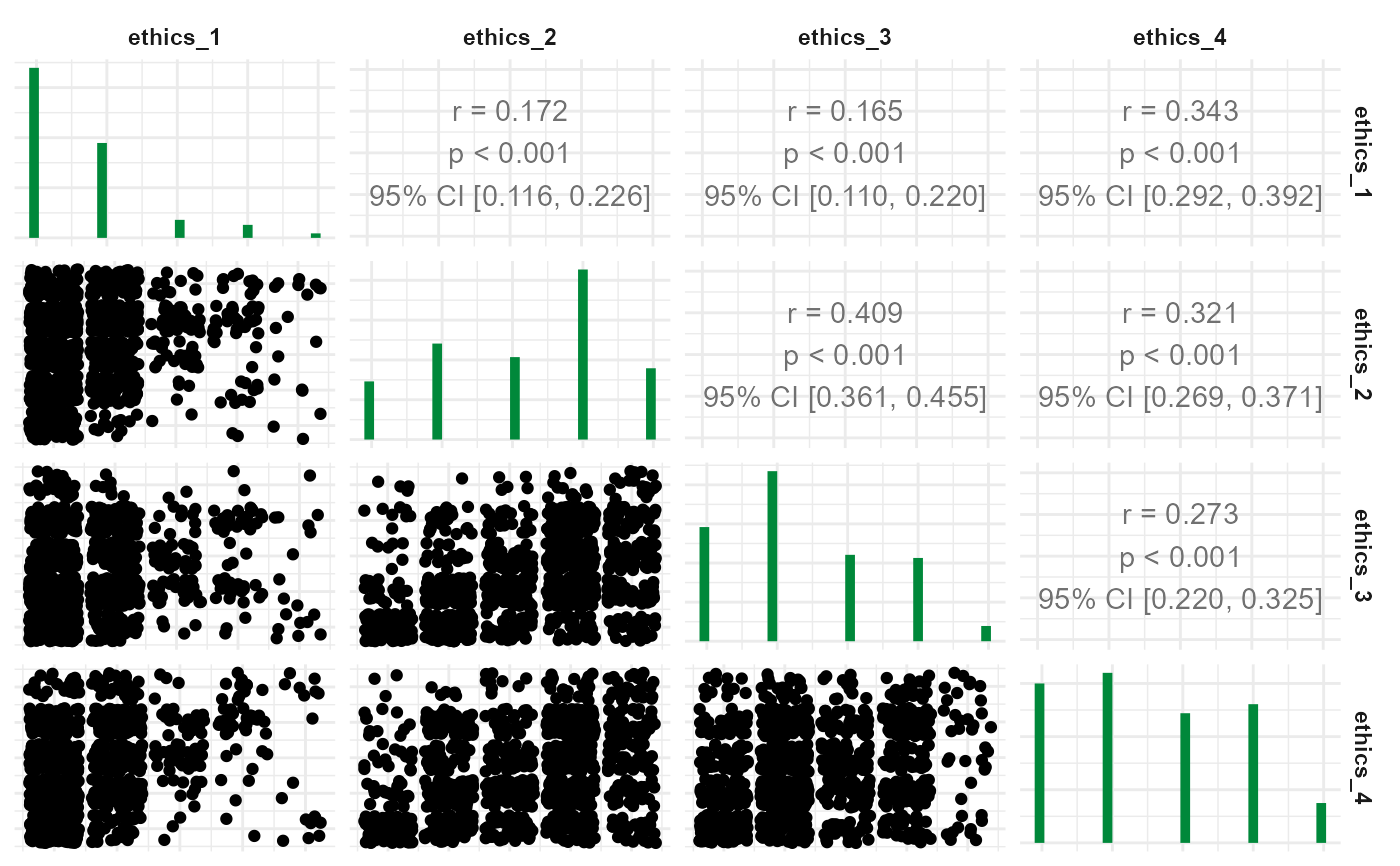 ethics_1 ethics_2 ethics_3 ethics_4
r = 0.172
p < 0.001
95% CI [0.116, 0.226]
r = 0.165
p < 0.001
95% CI [0.110, 0.220]
r = 0.343
p < 0.001
95% CI [0.292, 0.392]
ethics_1
r = 0.409
p < 0.001
95% CI [0.361, 0.455]
r = 0.321
p < 0.001
95% CI [0.269, 0.371]
ethics_2
r = 0.273
p < 0.001
95% CI [0.220, 0.325]
ethics_3
ethics_4